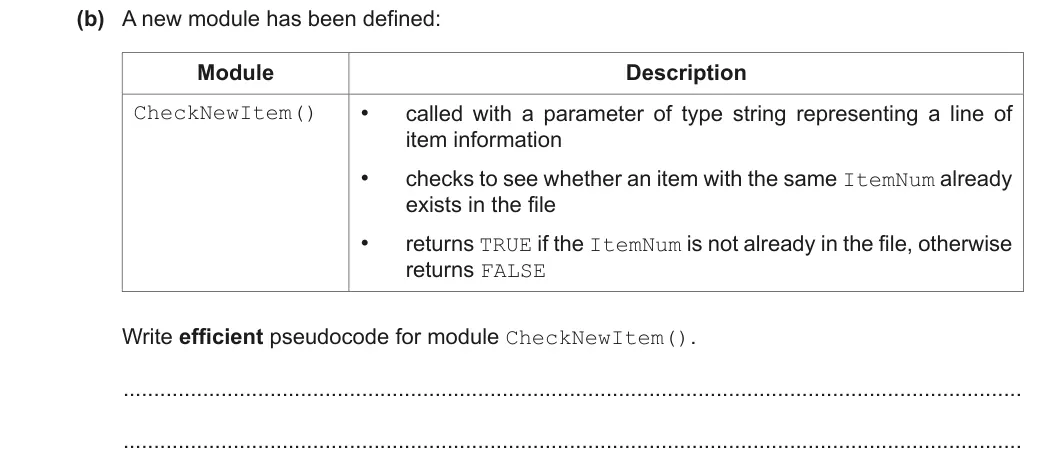 (b) A new module has been defined:
Module Description
CheckNewItem() • called with a parameter of type string representing a line of
item information
• checks to see whether an item with the same ItemNum already
exists in the file
• returns TRUE if the ItemNum is not already in the file, otherwise
returns FALSE
Write efficient pseudocode for module CheckNewItem().